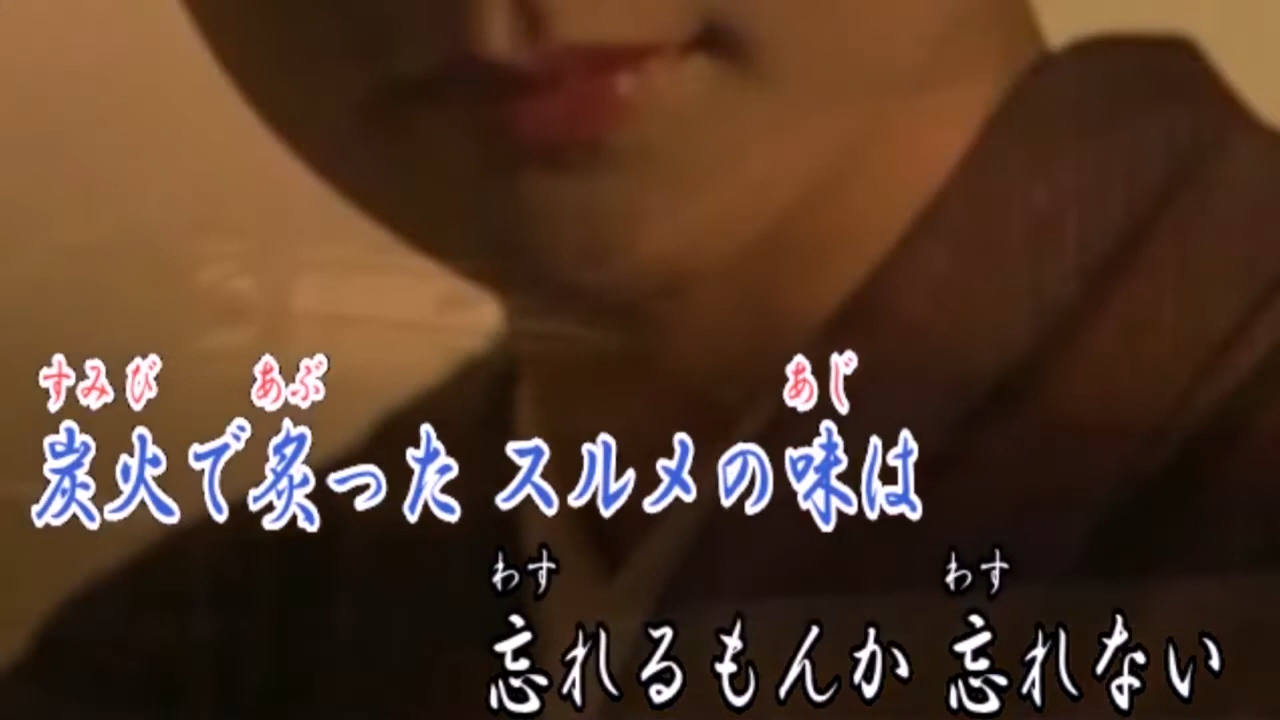 すみび あぶ あじ
炭火で炙った スルメの味は
わす わす
忘れるもんか 忘れない